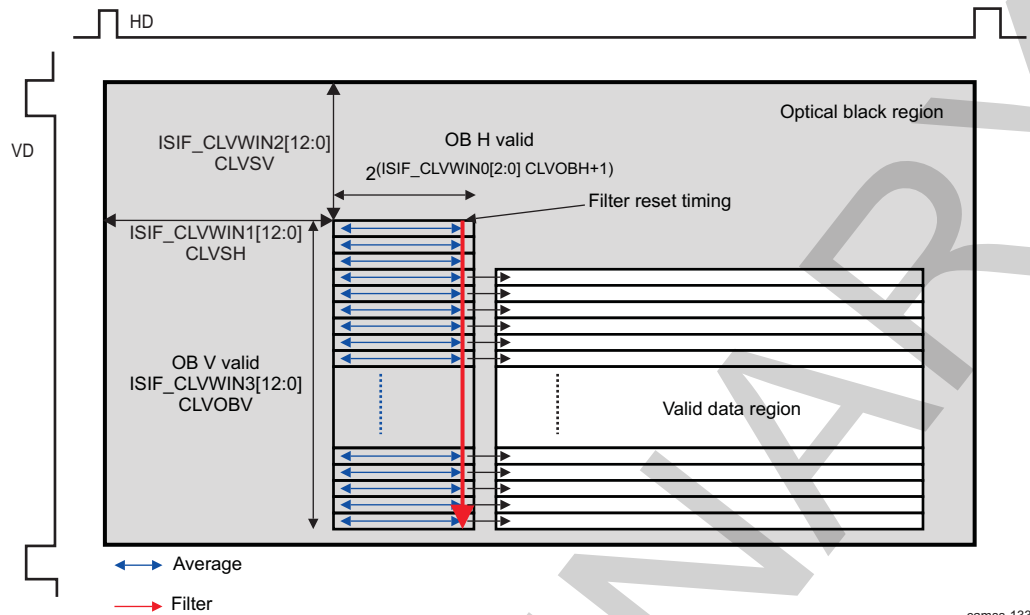 HD
VD
Optical black region
ISIF_CLVWIN2[12:0]
CLVSV
OB H valid
2(ISIF_CLVWIN0[2:0] CLVOBH+1)
Filter reset timing
ISIF_CLVWIN1[12:0]
CLVSH
OB V valid
ISIF_CLVWIN3[12:0]
CLVOBV
Valid data region
Average
Filter